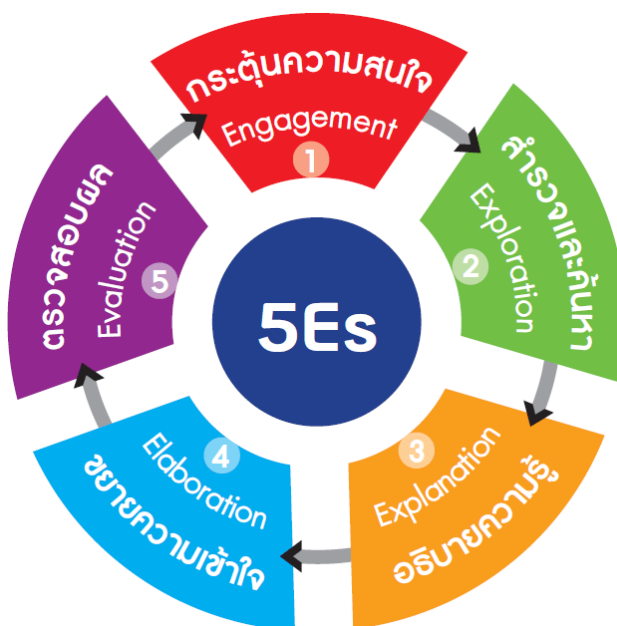 กระตุ้นความสนใจ
Engagement
1
สำรวจและค้นหา
Exploration
2
3
Explanation
อธิบายความรู้
4
Elaboration
ขยายความเข้าใจ
ตรวจสอบผล
Evaluation
5
5Es